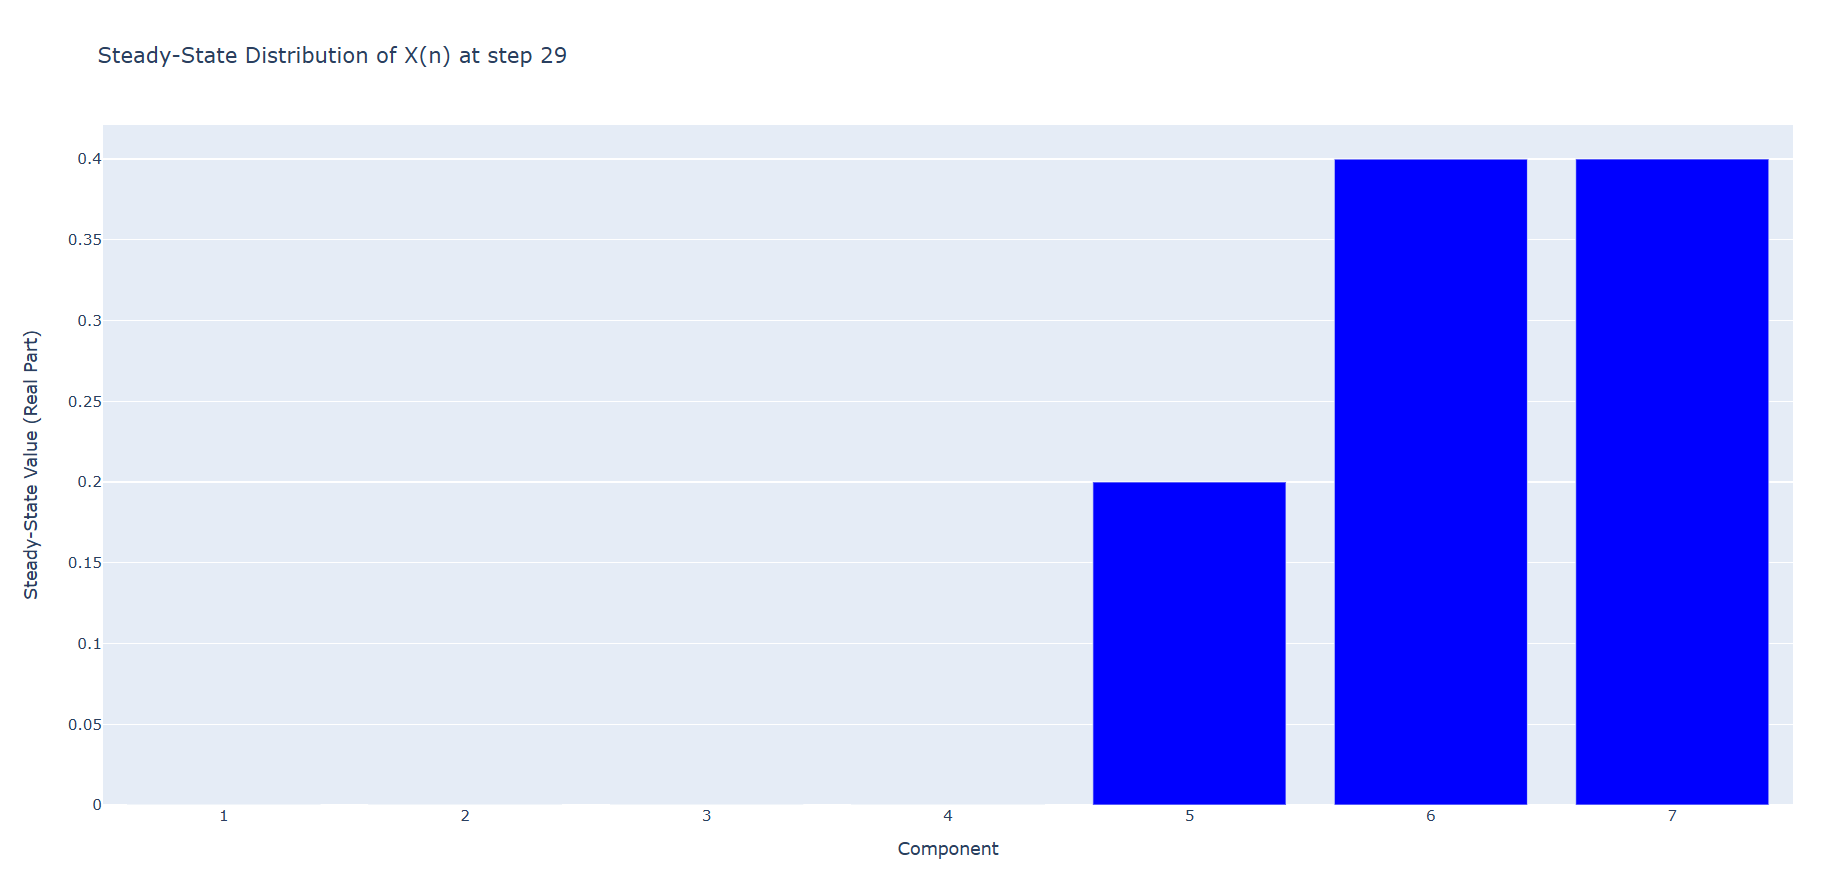 Steady-State Distribution of X(n) at step 29
Steady-State Value (Real Part)
0.4
0.35
0.3
0.25
0.2
0.15
0.1
0.05
0
1 2 3 4 5 6 7
Component